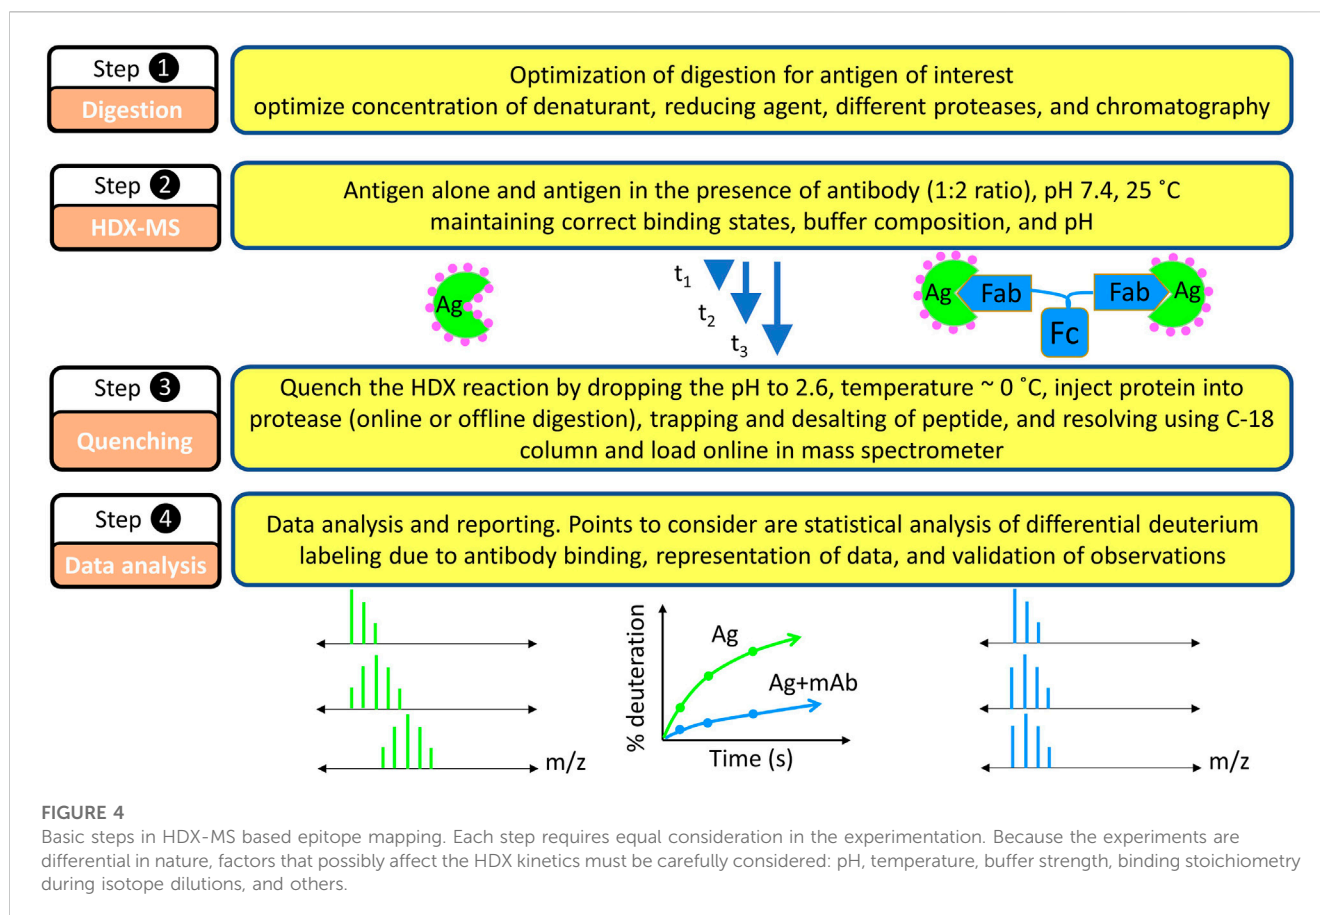 Step 1
Digestion
Optimization of digestion for antigen of interest
optimize concentration of denaturant, reducing agent, different proteases, and chromatography
Step 2
HDX-MS
Antigen alone and antigen in the presence of antibody (1:2 ratio), pH 7.4, 25 ˚C
maintaining correct binding states, buffer composition, and pH
Ag
t1
t2
t3
Ag
Fab
Fab
Ag
Fc
Step 3
Quenching
Quench the HDX reaction by dropping the pH to 2.6, temperature ~ 0 ˚C, inject protein into
protease (online or offline digestion), trapping and desalting of peptide, and resolving using C-18
column and load online in mass spectrometer
Step 4
Data analysis
Data analysis and reporting. Points to consider are statistical analysis of differential deuterium
labeling due to antibody binding, representation of data, and validation of observations
m/z
% deuteration
Ag
Ag+mAb
Time (s)
m/z
FIGURE 4
Basic steps in HDX-MS based epitope mapping. Each step requires equal consideration in the experimentation. Because the experiments are
differential in nature, factors that possibly affect the HDX kinetics must be carefully considered: pH, temperature, buffer strength, binding stoichiometry
during isotope dilutions, and others.